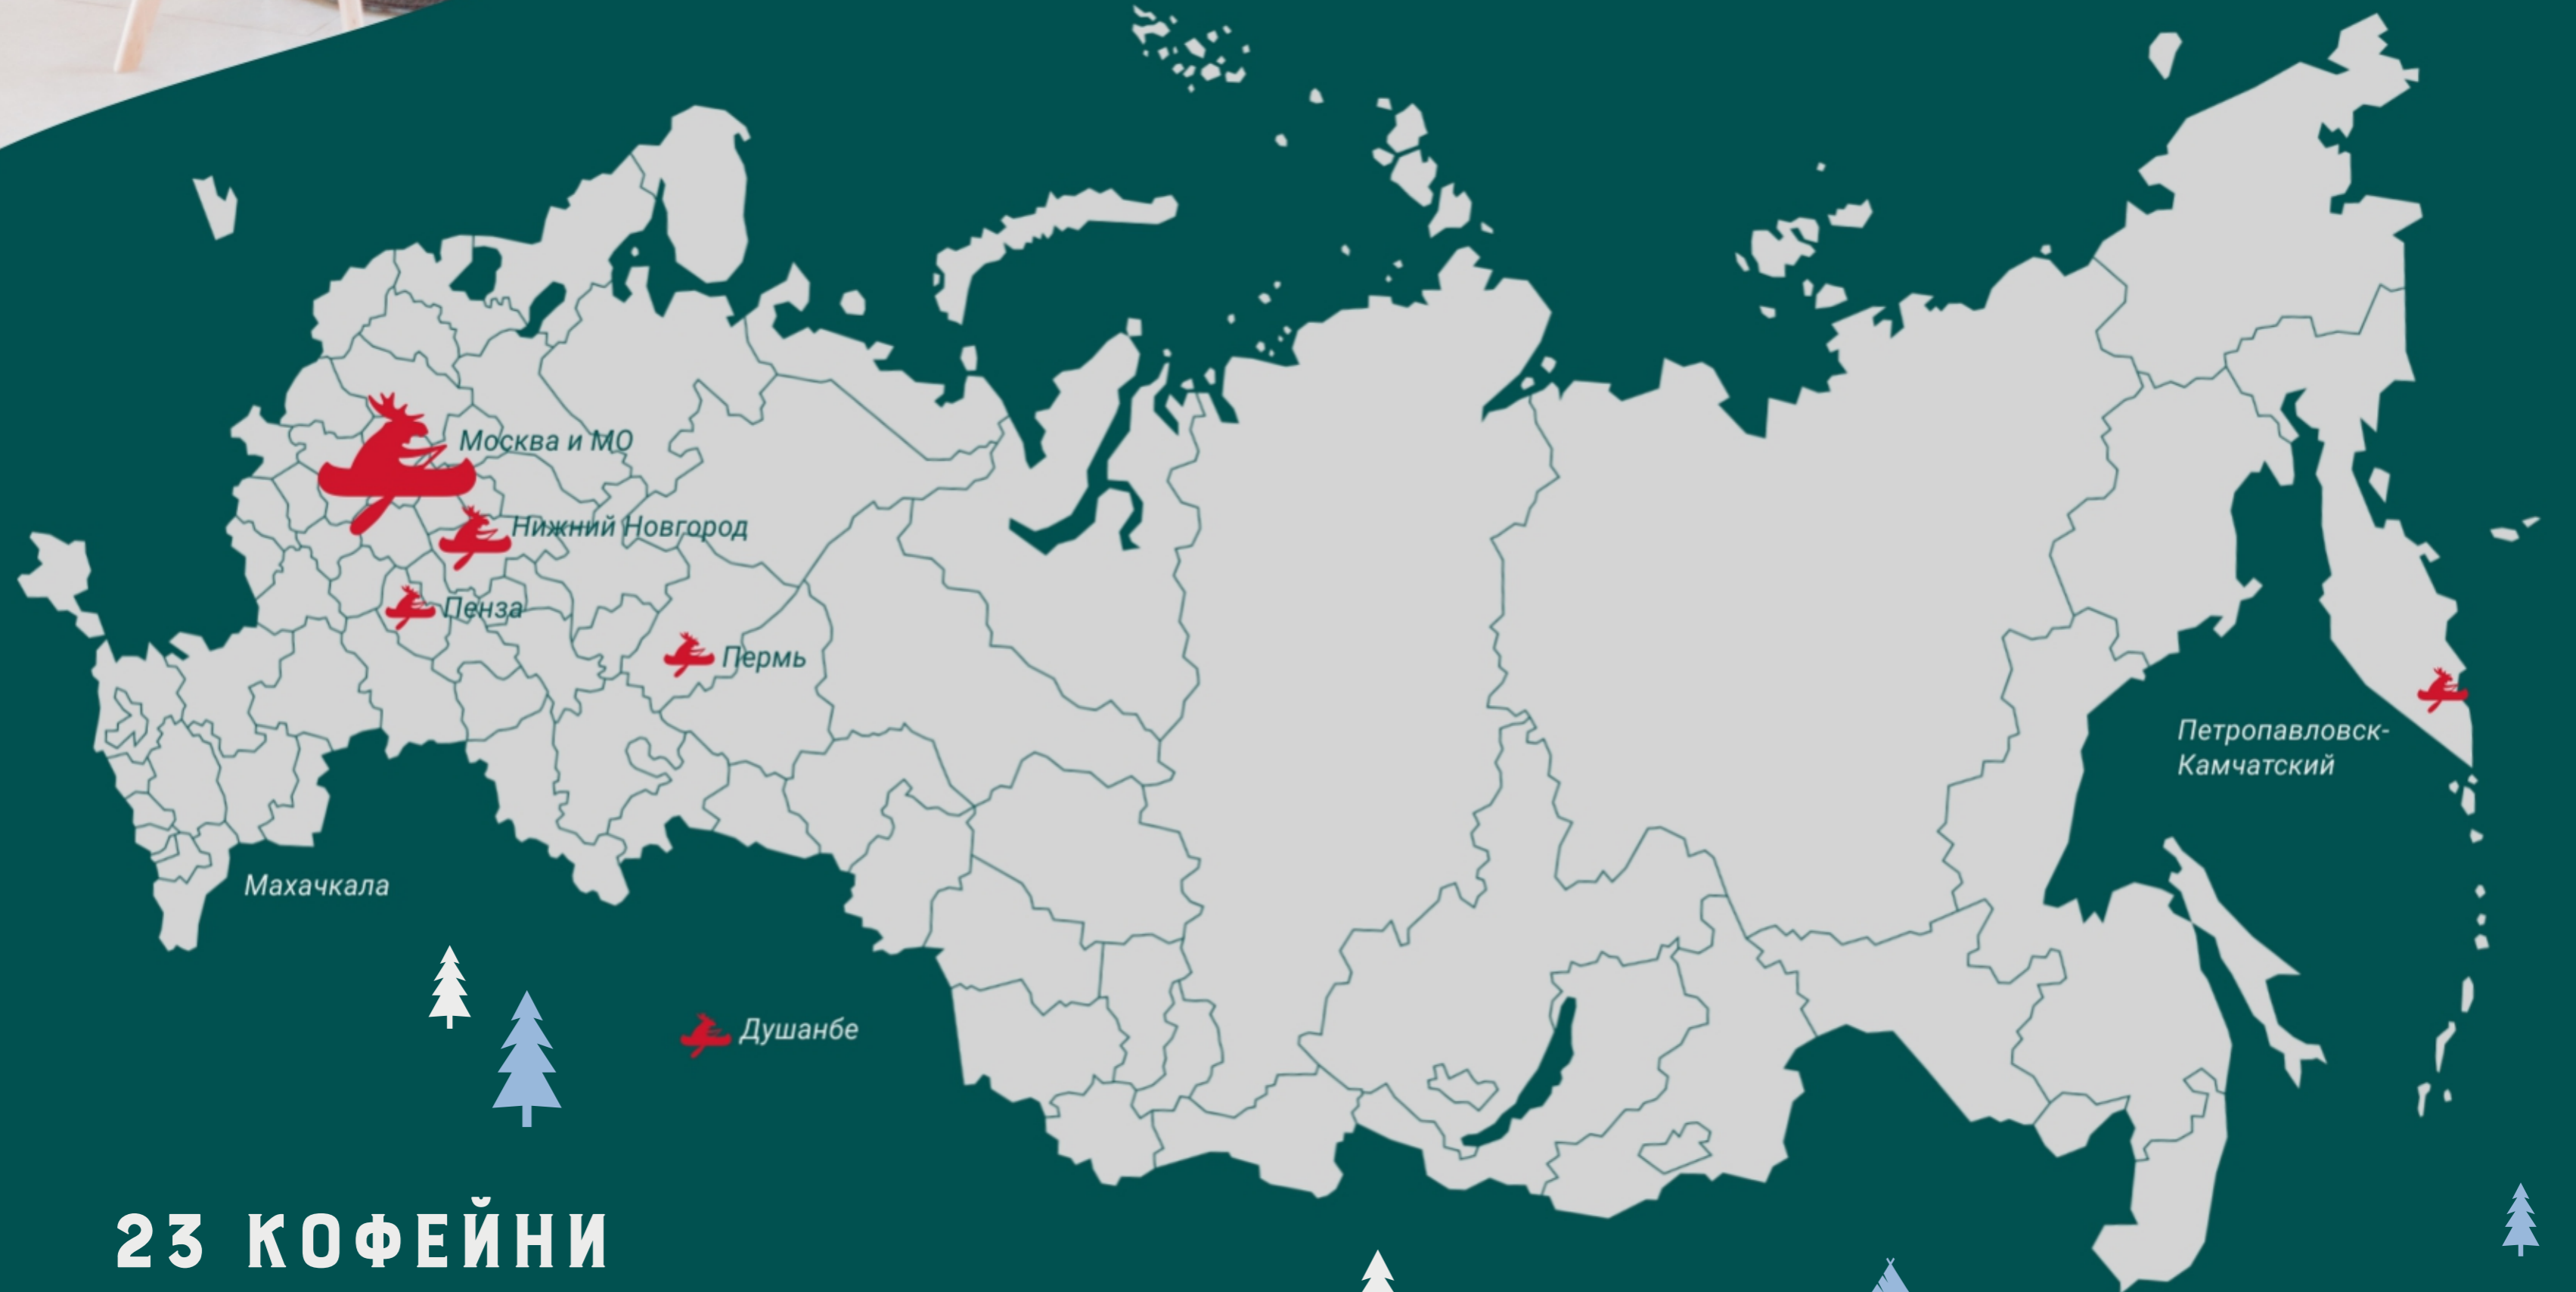 Москва и МО
Нижний Новгород
Пенза
Пермь
Петропавловск-
Камчатский
Махачкала
Душанбе
23 КОФЕЙНИ